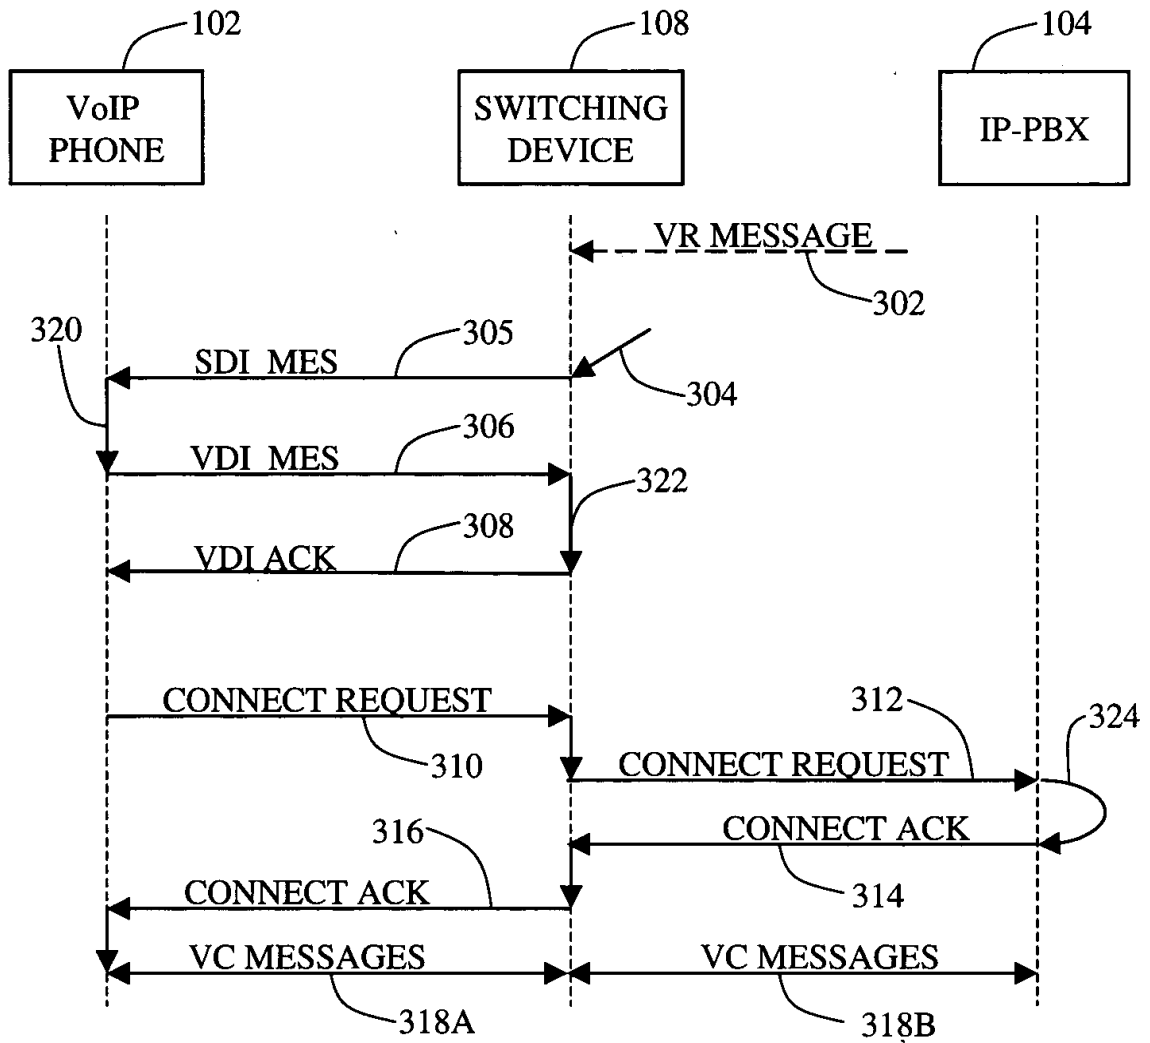 102
108
104
VoIP
PHONE
SWITCHING
DEVICE
IP-PBX
VR MESSAGE
302
320
305
SDI MES
304
306
VDI MES
322
308
VDI ACK
CONNECT REQUEST
312
324
310
CONNECT REQUEST
316
CONNECT ACK
CONNECT ACK
314
VC MESSAGES
VC MESSAGES
318A
318B